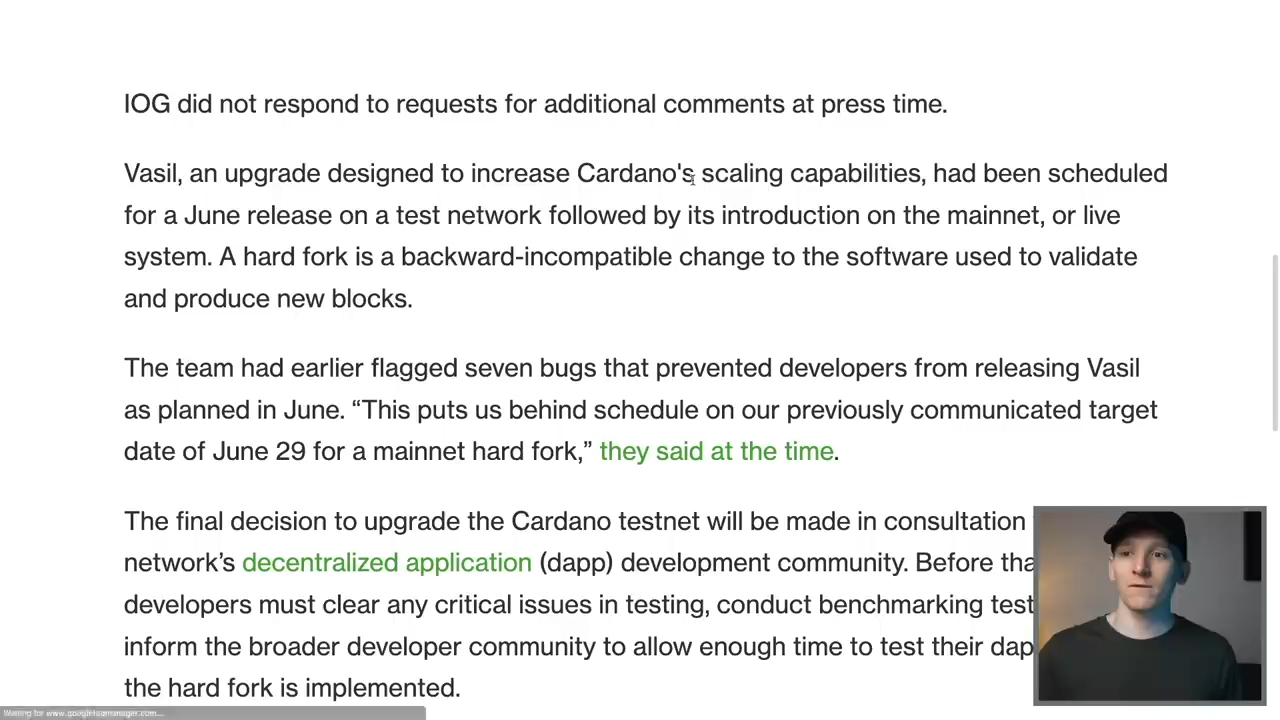 IOG did not respond to requests for additional comments at press time.
Vasil, an upgrade designed to increase Cardano's scaling capabilities, had been scheduled
for a June release on a test network followed by its introduction on the mainnet, or live
system. A hard fork is a backward-incompatible change to the software used to validate
and produce new blocks.
The team had earlier flagged seven bugs that prevented developers from releasing Vasil
as planned in June. “This puts us behind schedule on our previously communicated target
date of June 29 for a mainnet hard fork,” they said at the time.
The final decision to upgrade the Cardano testnet will be made in consultation
network’s decentralized application (dapp) development community. Before tha
developers must clear any critical issues in testing, conduct benchmarking test
inform the broader developer community to allow enough time to test their dap
the hard fork is implemented.
Waiting for www.googletagmanager.com...